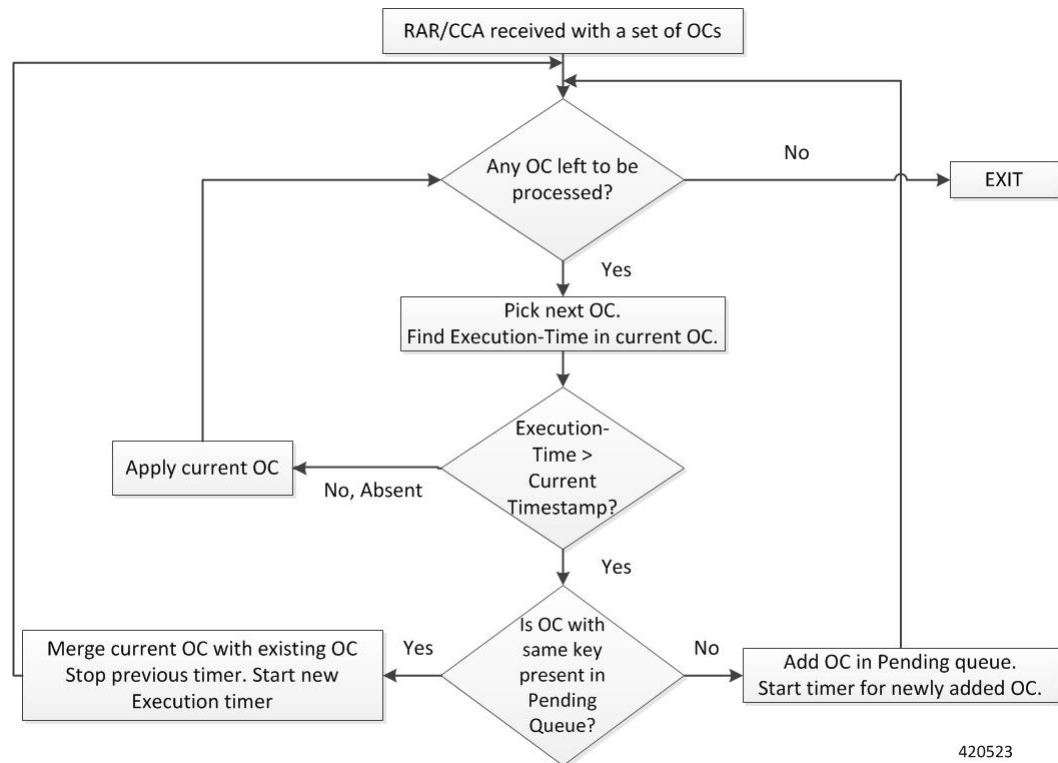 RAR/CCA received with a set of OCs
Any OC left to be
processed?
No
EXIT
Yes
Pick next OC.
Find Execution-Time in current OC.
Execution-
Time >
Current
Timestamp?
Apply current OC
No, Absent
Yes
Is OC with
same key
present in
Pending
Queue?
Yes
Merge current OC with existing OC
Stop previous timer. Start new
Execution timer
No
Add OC in Pending queue.
Start timer for newly added OC.
420523